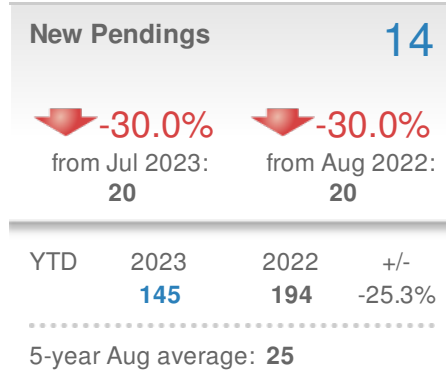 New Pendings 14
-30.0% -30.0%
from Jul 2023: from Aug 2022:
20 20
YTD 2023 2022 +/-
145 194 -25.3%
5-year Aug average: 25